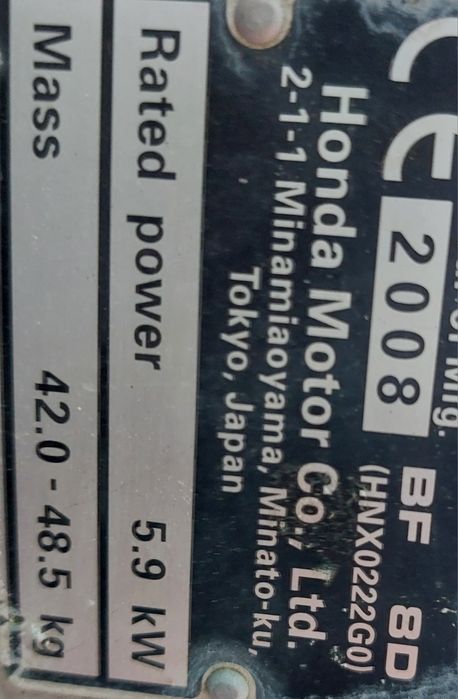 Mfg.
CE 2008 BF 8D
(HNX0222G0)
Honda Motor Co., Ltd.
2-1-1 Minamiaoyama, Minato-ku,
Tokyo, Japan
Rated power 5.9 kW
Mass 42.0 - 48.5 kg